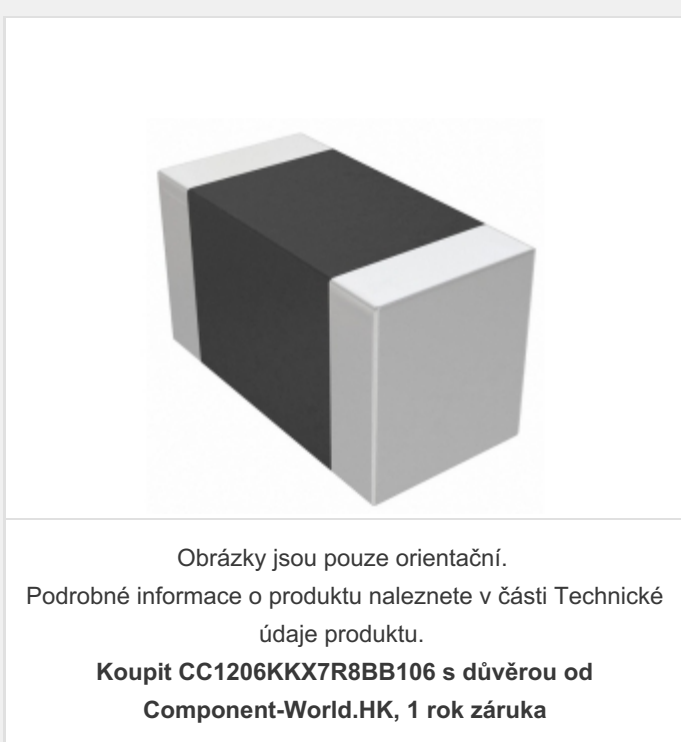 Obrázky jsou pouze orientační.
Podrobné informace o produktu naleznete v části Technické
údaje produktu.
Koupit CC1206KKX7R8BB106 s důvěrou od
Component-World.HK, 1 rok záruka